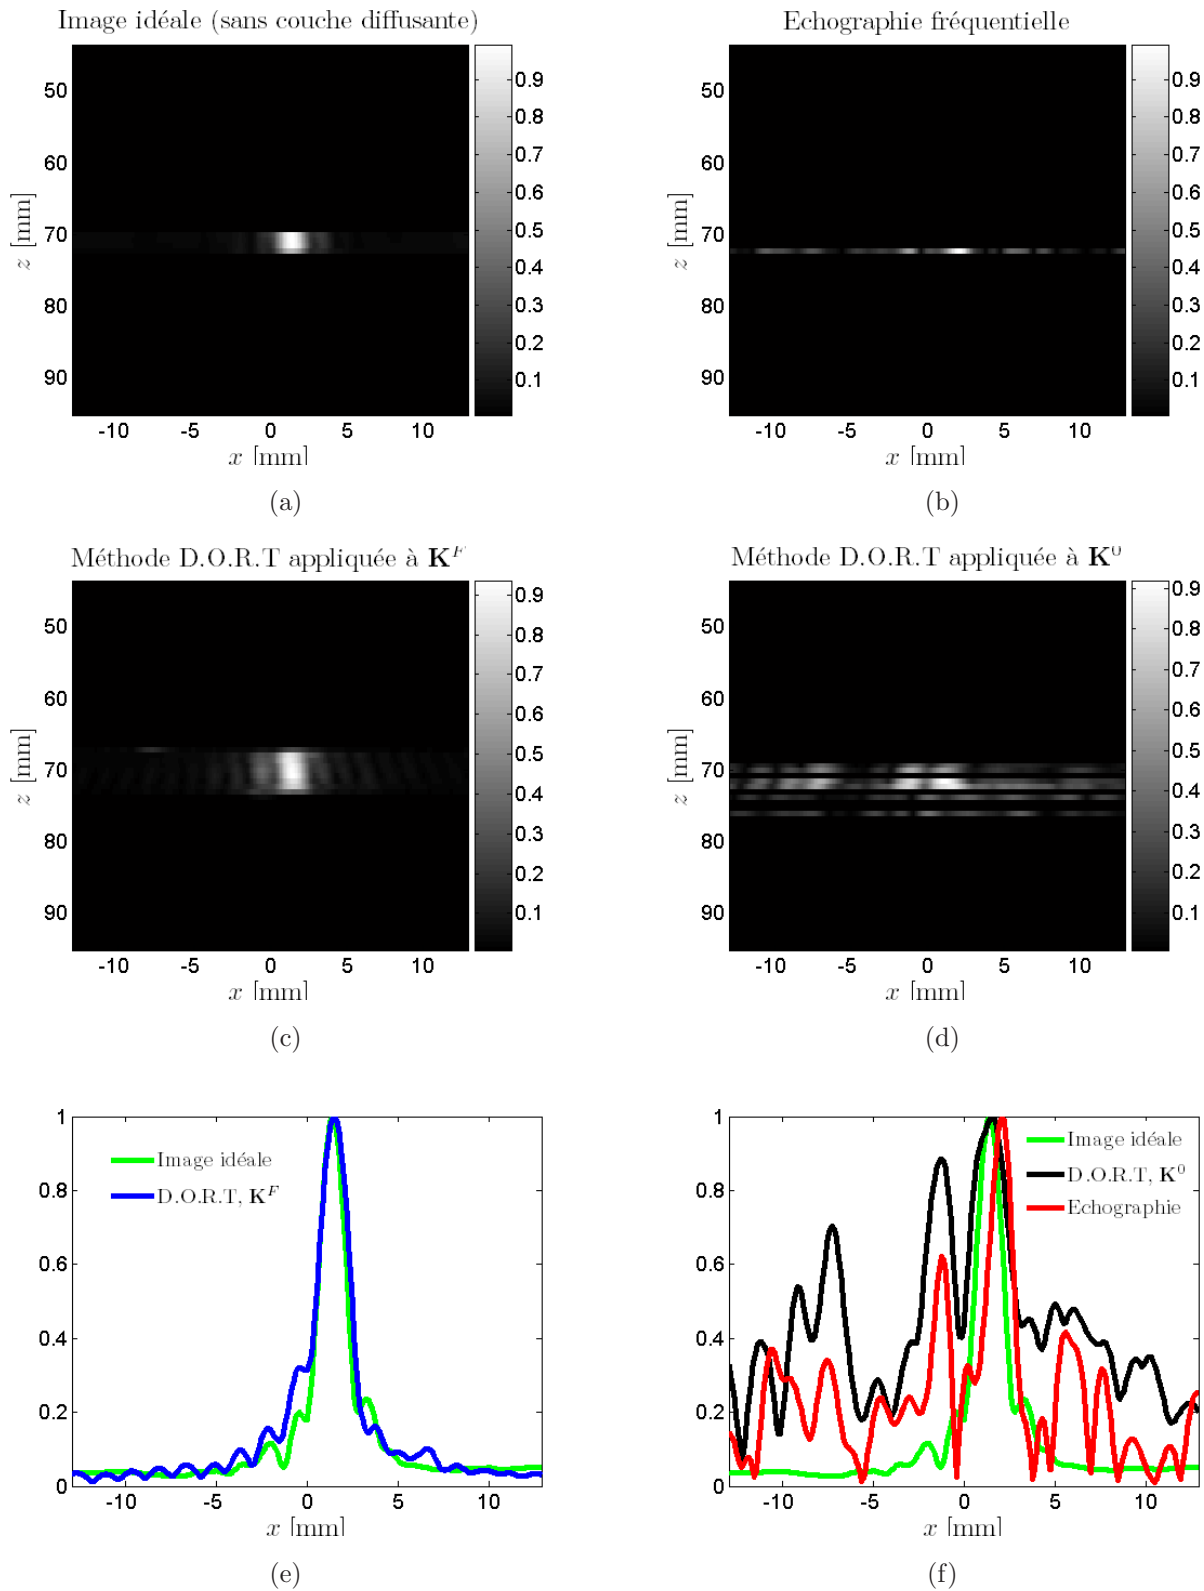 Image idéale (sans couche diffusante)
50
60
70
80
90
z [mm]
-10 -5 0 5 10
x [mm]
0.9
0.8
0.7
0.6
0.5
0.4
0.3
0.2
0.1
(a)
Echographie fréquentielle
50
60
70
80
90
z [mm]
-10 -5 0 5 10
x [mm]
0.9
0.8
0.7
0.6
0.5
0.4
0.3
0.2
0.1
(b)
Méthode D.O.R.T appliquée à K^F
50
60
70
80
90
z [mm]
-10 -5 0 5 10
x [mm]
0.9
0.8
0.7
0.6
0.5
0.4
0.3
0.2
0.1
(c)
Méthode D.O.R.T appliquée à K^0
50
60
70
80
90
z [mm]
-10 -5 0 5 10
x [mm]
0.9
0.8
0.7
0.6
0.5
0.4
0.3
0.2
0.1
(d)
1
0.8
0.6
0.4
0.2
0
Image idéale
D.O.R.T, K^F
-10 -5 0 5 10
x [mm]
(e)
1
0.8
0.6
0.4
0.2
0
Image idéale
D.O.R.T, K^0
Echographie
-10 -5 0 5 10
x [mm]
(f)